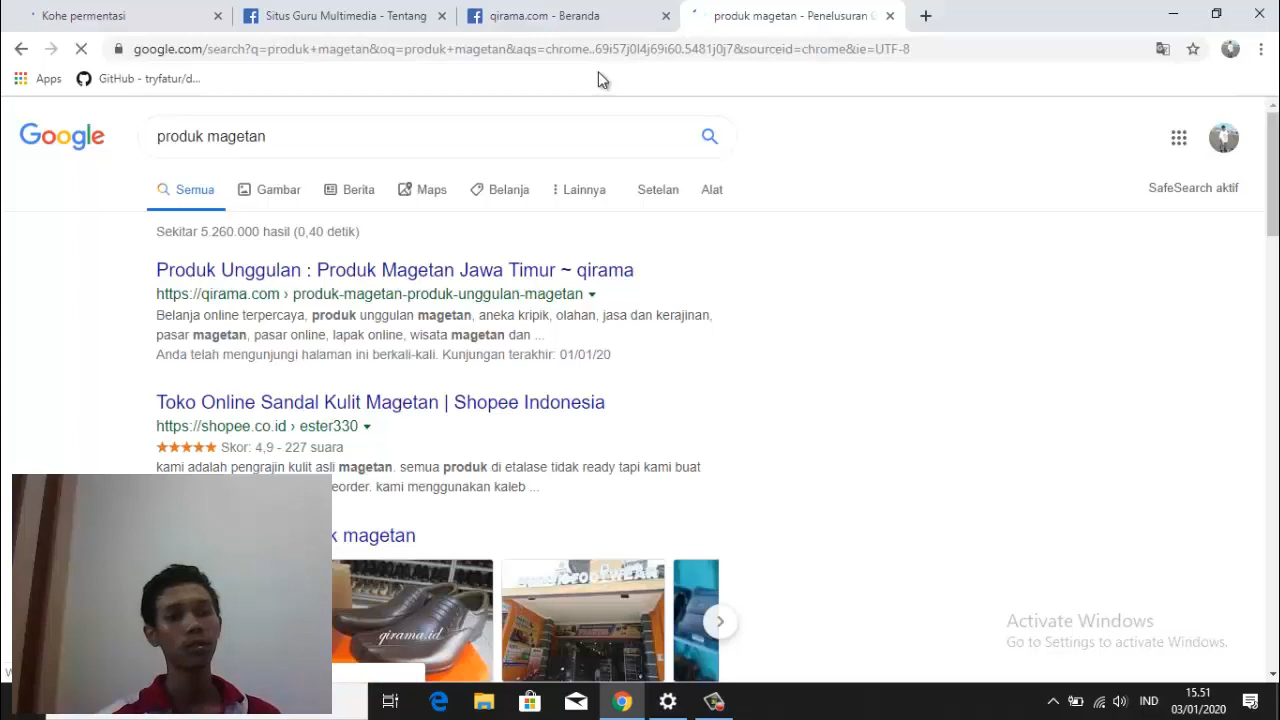 Kohe permentasi
Situs Guru Multimedia - Tentang
qirama.com - Beranda
produk magetan - Penelusuran G
google.com/search?q=produk+magetan&oq=produk+magetan&aqs=chrome..69i57j0l4j69i60.5481j0j7&sourceid=chrome&ie=UTF-8
Apps
GitHub - tryfatur/d...
Google
produk magetan
Semua
Gambar
Berita
Maps
Belanja
Lainnya
Setelan
Alat
SafeSearch aktif
Sekitar 5.260.000 hasil (0,40 detik)
Produk Unggulan : Produk Magetan Jawa Timur ~ qirama
https://qirama.com › produk-magetan-produk-unggulan-magetan
Belanja online terpercaya, produk unggulan magetan, aneka kripik, olahan, jasa dan kerajinan,
pasar magetan, pasar online, lapak online, wisata magetan dan ...
Anda telah mengunjungi halaman ini berkali-kali. Kunjungan terakhir: 01/01/20
Toko Online Sandal Kulit Magetan | Shopee Indonesia
https://shopee.co.id › ester330
Skor: 4,9 - 227 suara
kami adalah pengrajin kulit asli magetan. semua produk di etalase tidak ready tapi kami buat
eorder. kami menggunakan kaleb ...
k magetan
qirama.id
Activate Windows
Go to Settings to activate Windows.
IND
15.51
03/01/2020